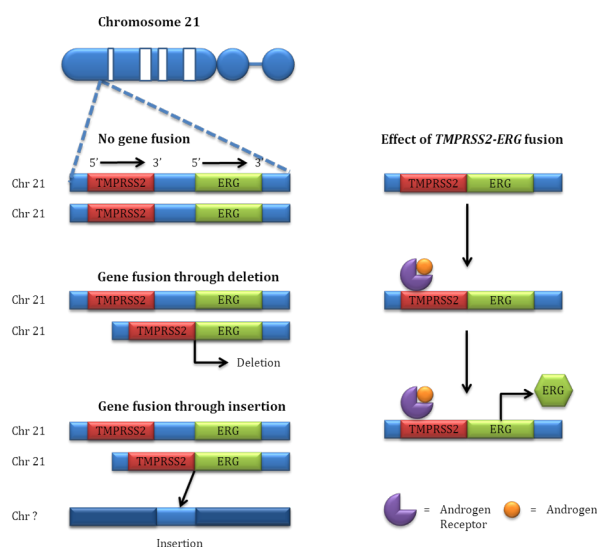 Chromosome 21
No gene fusion
5’ 3’ 5’ 3’
Chr 21 TMPRSS2 ERG
Chr 21 TMPRSS2 ERG
Gene fusion through deletion
Chr 21 TMPRSS2 ERG
Chr 21 TMPRSS2 ERG
Deletion
Gene fusion through insertion
Chr 21 TMPRSS2 ERG
Chr 21 TMPRSS2 ERG
Chr ?
Insertion
Effect of TMPRSS2-ERG fusion
TMPRSS2 ERG
TMPRSS2 ERG
ERG
TMPRSS2 ERG
= Androgen
Receptor
= Androgen